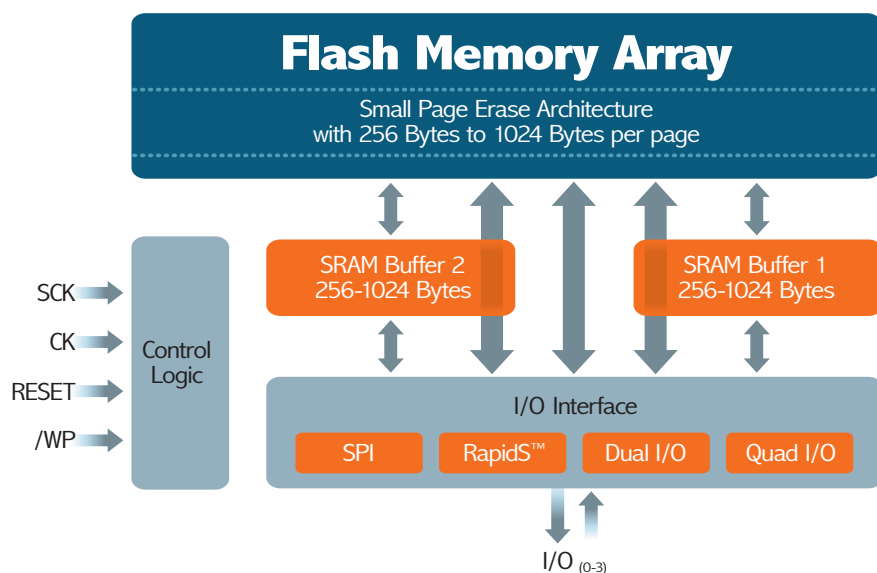 Flash Memory Array
Small Page Erase Architecture
with 256 Bytes to 1024 Bytes per page
SRAM Buffer 2
256-1024 Bytes
SRAM Buffer 1
256-1024 Bytes
SCK
CK
RESET
/WP
Control
Logic
I/O Interface
SPI
RapidS™
Dual I/O
Quad I/O
I/O (0-3)